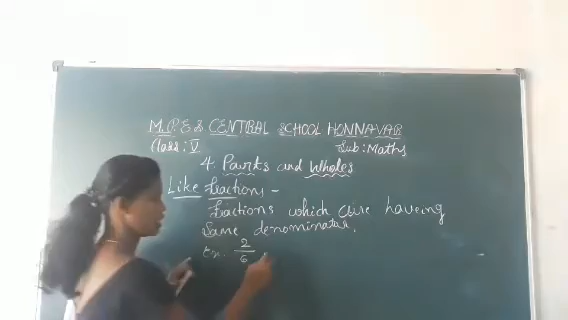 M.P.E.S CENTRAL SCHOOL HONNAVAR
Class : V Sub : Maths
4. Parts and Wholes
Like Fractions -
Fractions which are haveing
Same denominator.
Ex. 2/6